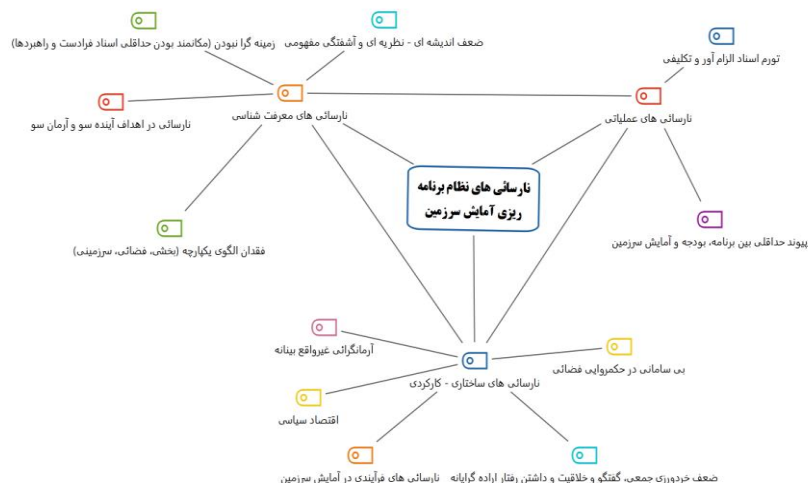 ضعف اندیشه ای - نظریه ای و آشفتگی مفهومی
زمینه گرا نبودن (مکانمند بودن حداقلی اسناد فرادست و راهبردها)
تورم اسناد الزام آور و تکلیفی
نارسائی های عملیاتی
نارسائی های معرفت شناسی
نارسائی در اهداف آینده سو و آرمان سو
نارسائی های نظام برنامه
ریزی آمایش سرزمین
پیوند حداقلی بین برنامه، بودجه و آمایش سرزمین
فقدان الگوی یکپارچه (بخشی، فضائی، سرزمینی)
آرمانگرائی غیرواقع بینانه
بی سامانی در حکمروایی فضائی
نارسائی های ساختاری - کارکردی
اقتصاد سیاسی
ضعف خردورزی جمعی، گفتگو و خلاقیت و داشتن رفتار اراده گرایانه
نارسائی های فرآیندی در آمایش سرزمین